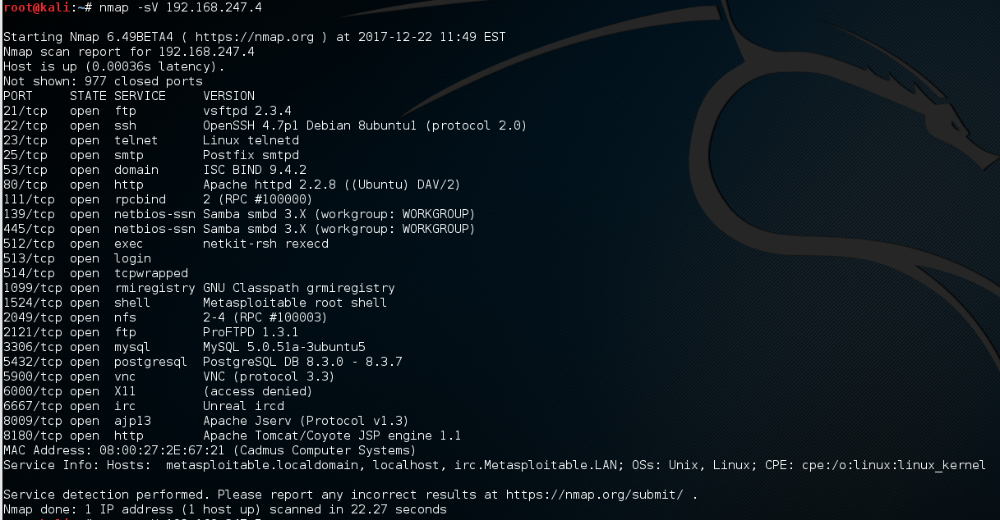 root@kali:~# nmap -sV 192.168.247.4
Starting Nmap 6.49BETA4 ( https://nmap.org ) at 2017-12-22 11:49 EST
Nmap scan report for 192.168.247.4
Host is up (0.00036s latency).
Not shown: 977 closed ports
PORT     STATE SERVICE     VERSION
21/tcp   open  ftp         vsftpd 2.3.4
22/tcp   open  ssh         OpenSSH 4.7p1 Debian 8ubuntu1 (protocol 2.0)
23/tcp   open  telnet      Linux telnetd
25/tcp   open  smtp        Postfix smtpd
53/tcp   open  domain      ISC BIND 9.4.2
80/tcp   open  http        Apache httpd 2.2.8 ((Ubuntu) DAV/2)
111/tcp  open  rpcbind     2 (RPC #100000)
139/tcp  open  netbios-ssn Samba smbd 3.X (workgroup: WORKGROUP)
445/tcp  open  netbios-ssn Samba smbd 3.X (workgroup: WORKGROUP)
512/tcp  open  exec        netkit-rsh rexecd
513/tcp  open  login
514/tcp  open  tcpwrapped
1099/tcp open  rmiregistry GNU Classpath grmiregistry
1524/tcp open  shell       Metasploitable root shell
2049/tcp open  nfs         2-4 (RPC #100003)
2121/tcp open  ftp         ProFTPD 1.3.1
3306/tcp open  mysql       MySQL 5.0.51a-3ubuntu5
5432/tcp open  postgresql  PostgreSQL DB 8.3.0 - 8.3.7
5900/tcp open  vnc         VNC (protocol 3.3)
6000/tcp open  X11         (access denied)
6667/tcp open  irc         Unreal ircd
8009/tcp open  ajp13       Apache Jserv (Protocol v1.3)
8180/tcp open  http        Apache Tomcat/Coyote JSP engine 1.1
MAC Address: 08:00:27:2E:67:21 (Cadmus Computer Systems)
Service Info: Hosts:  metasploitable.localdomain, localhost, irc.Metasploitable.LAN; OSs: Unix, Linux; CPE: cpe:/o:linux:linux_kernel
Service detection performed. Please report any incorrect results at https://nmap.org/submit/ .
Nmap done: 1 IP address (1 host up) scanned in 22.27 seconds